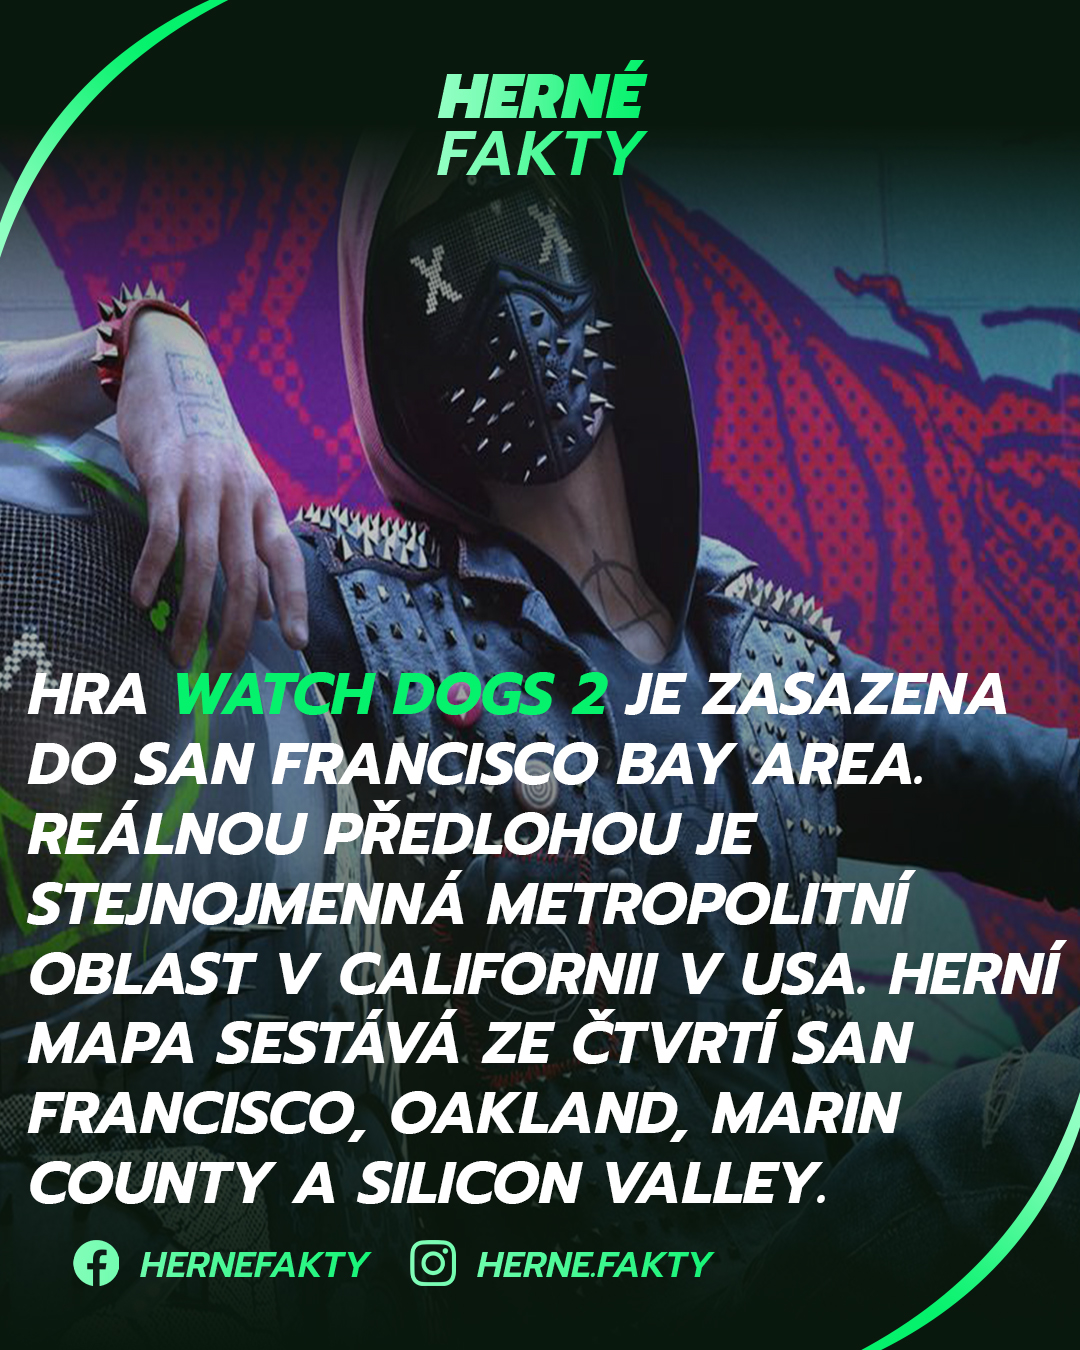 HERNÉ
FAKTY
HRA WATCH DOGS 2 JE ZASAZENA
DO SAN FRANCISCO BAY AREA.
REÁLNOU PŘEDLOHOU JE
STEJNOJMENNÁ METROPOLITNÍ
OBLAST V CALIFORNII V USA. HERNÍ
MAPA SESTÁVÁ ZE ČTVRTÍ SAN
FRANCISCO, OAKLAND, MARIN
COUNTY A SILICON VALLEY.
HERNEFAKTY HERNE.FAKTY